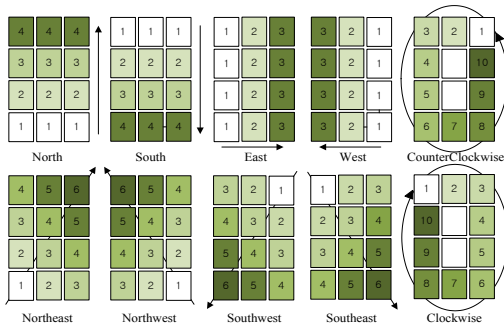 4 4 4 1 1 1 1 2 3 3 2 1 3 2 1
3 3 3 2 2 2 1 2 3 3 2 1 4 10
2 2 2 3 3 3 1 2 3 3 2 1 5 9
1 1 1 4 4 4 1 2 3 3 2 1 6 7 8
North South East West CounterClockwise
4 5 6 6 5 4 3 2 1 1 2 3 1 2 3
3 4 5 5 4 3 4 3 2 2 3 4 10 4
2 3 4 4 3 2 5 4 3 3 4 5 9 5
1 2 3 3 2 1 6 5 4 4 5 6 8 7 6
Northeast Northwest Southwest Southeast Clockwise